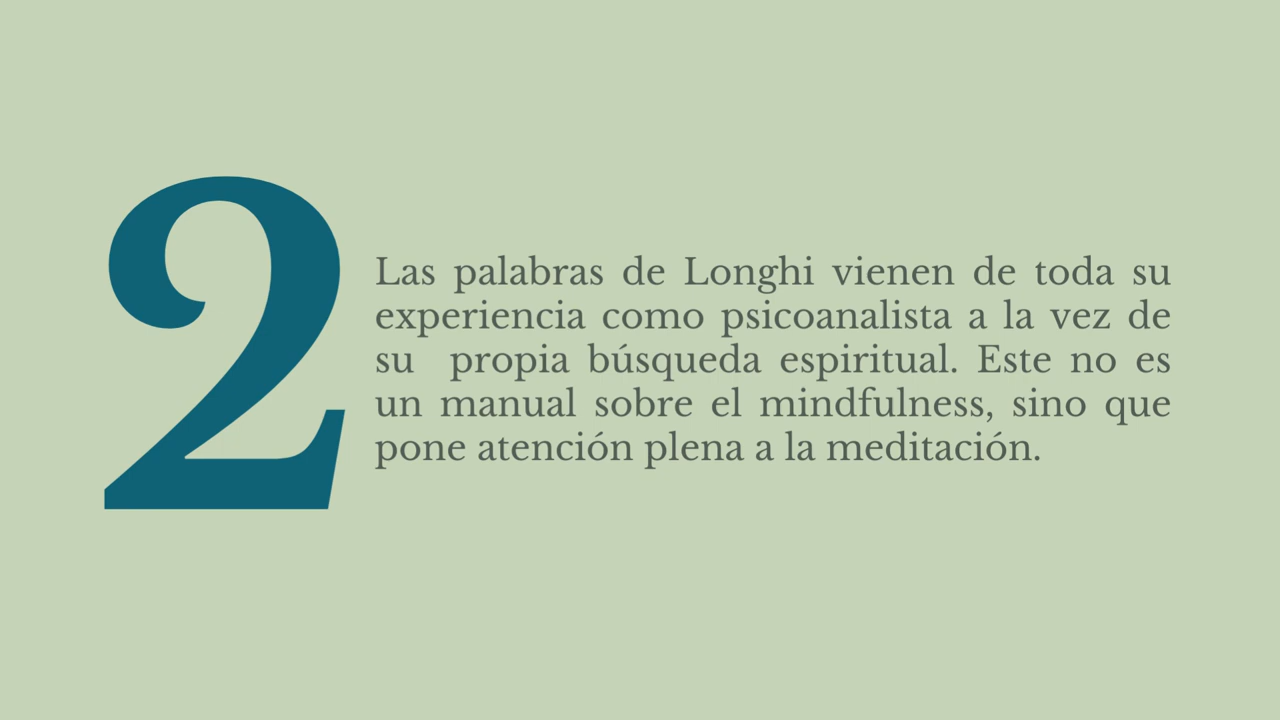 2
Las palabras de Longhi vienen de toda su
experiencia como psicoanalista a la vez de
su  propia búsqueda espiritual. Este no es
un manual sobre el mindfulness, sino que
pone atención plena a la meditación.